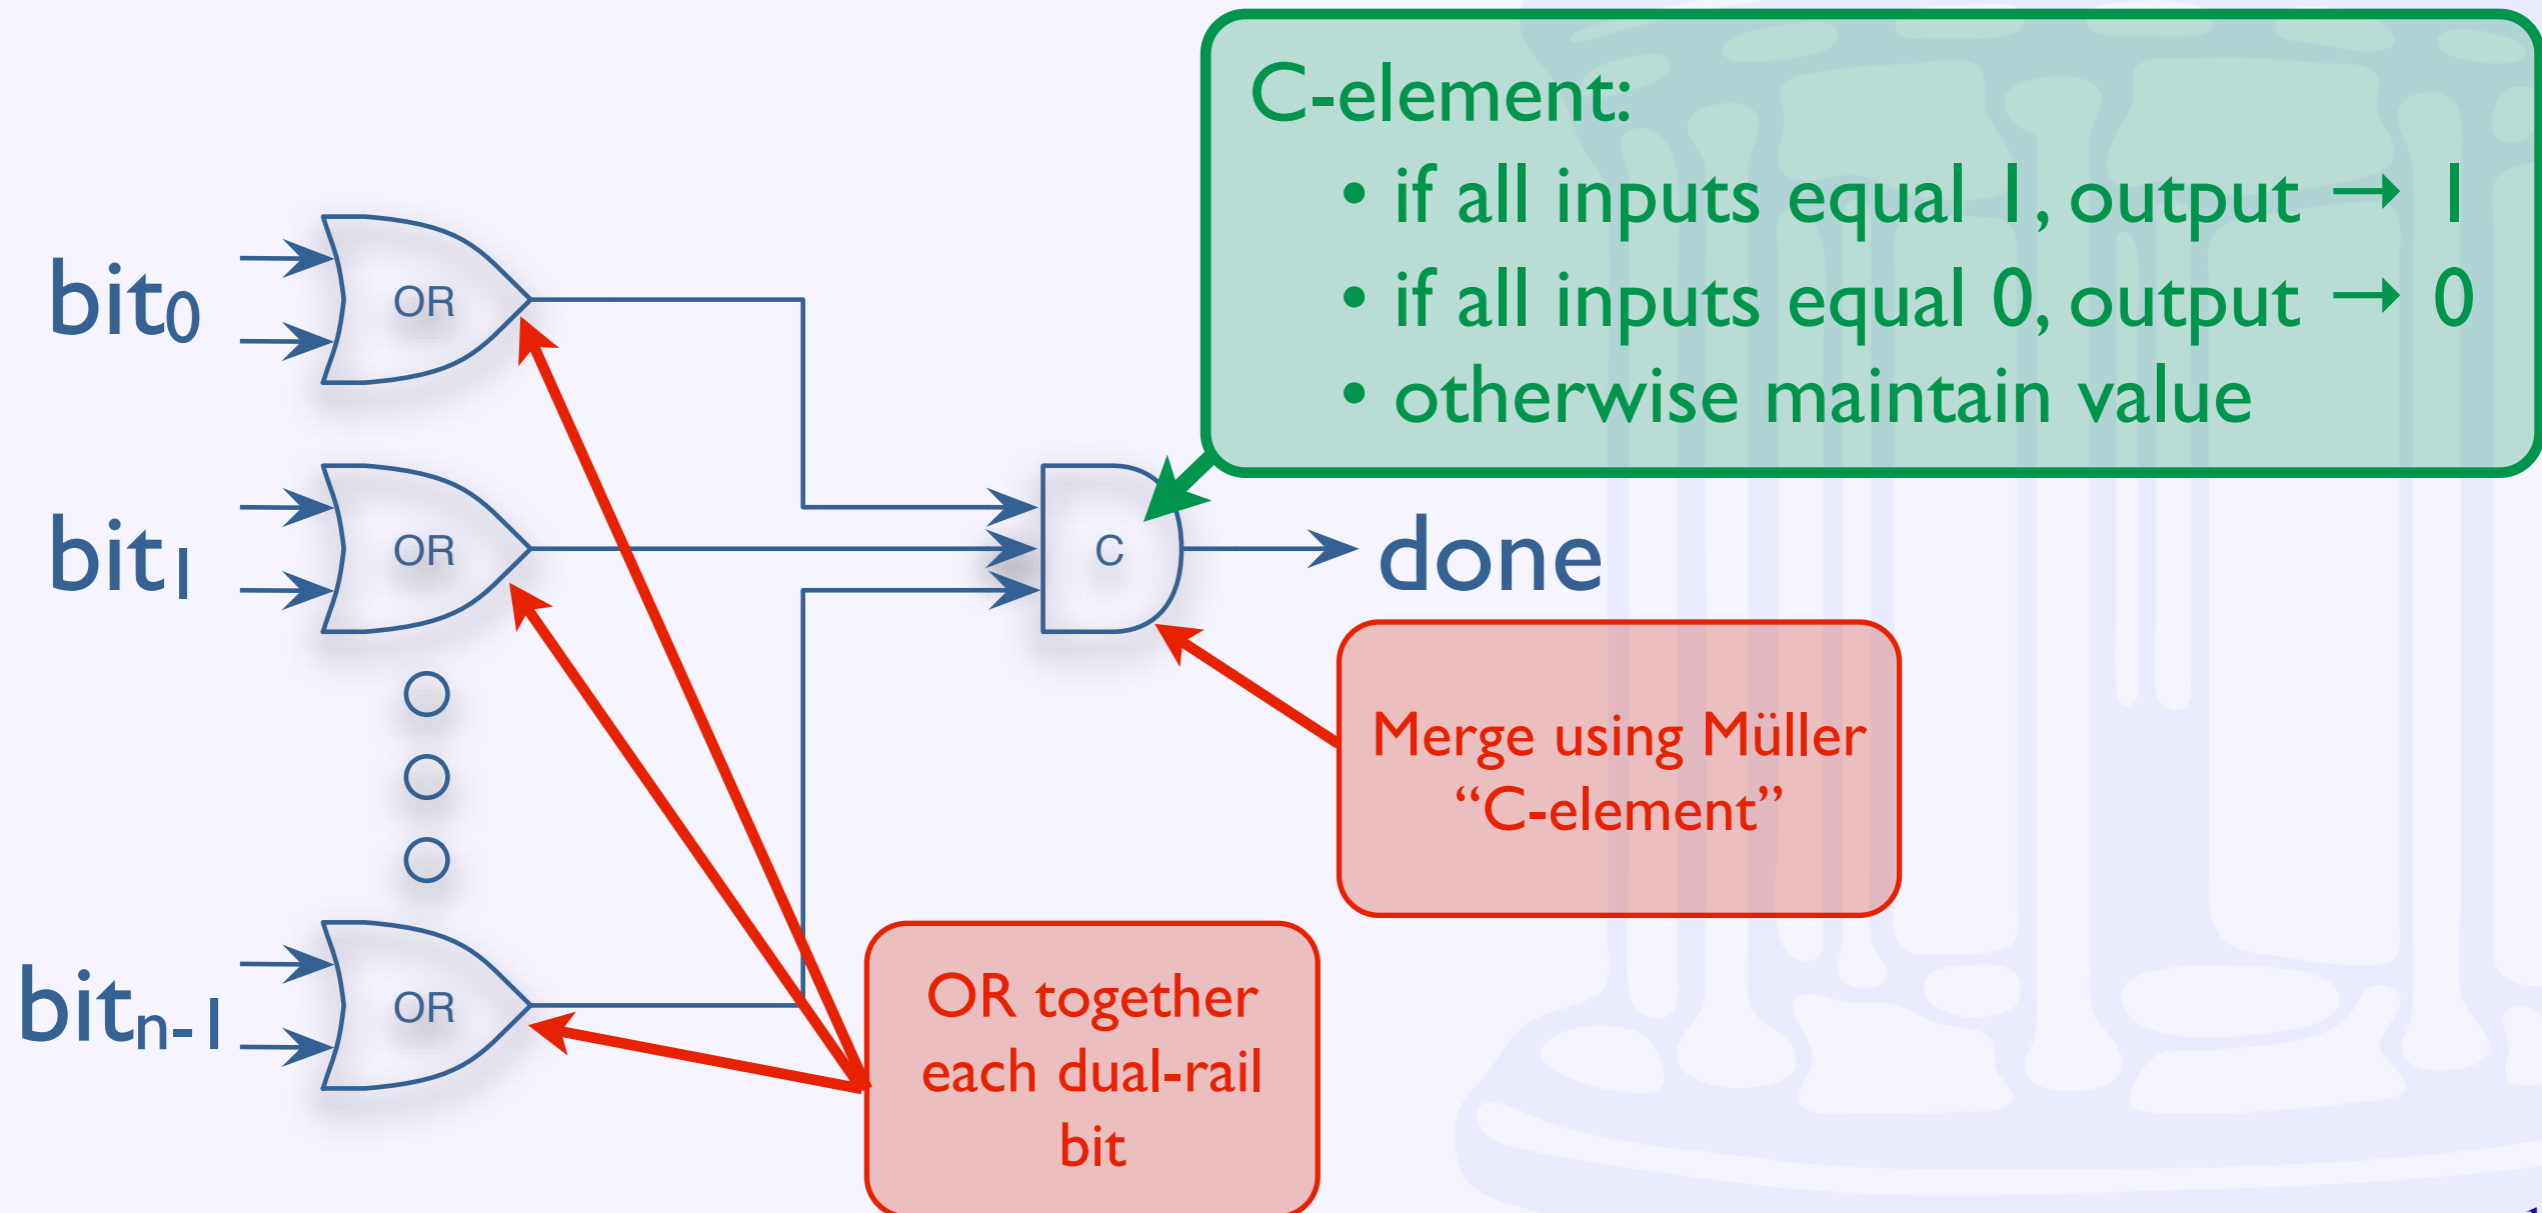 C-element:
• if all inputs equal 1, output → 1
• if all inputs equal 0, output → 0
• otherwise maintain value
bit0
OR
bit1
OR
C
done
Merge using Müller
“C-element”
bitn-1
OR
OR together
each dual-rail
bit